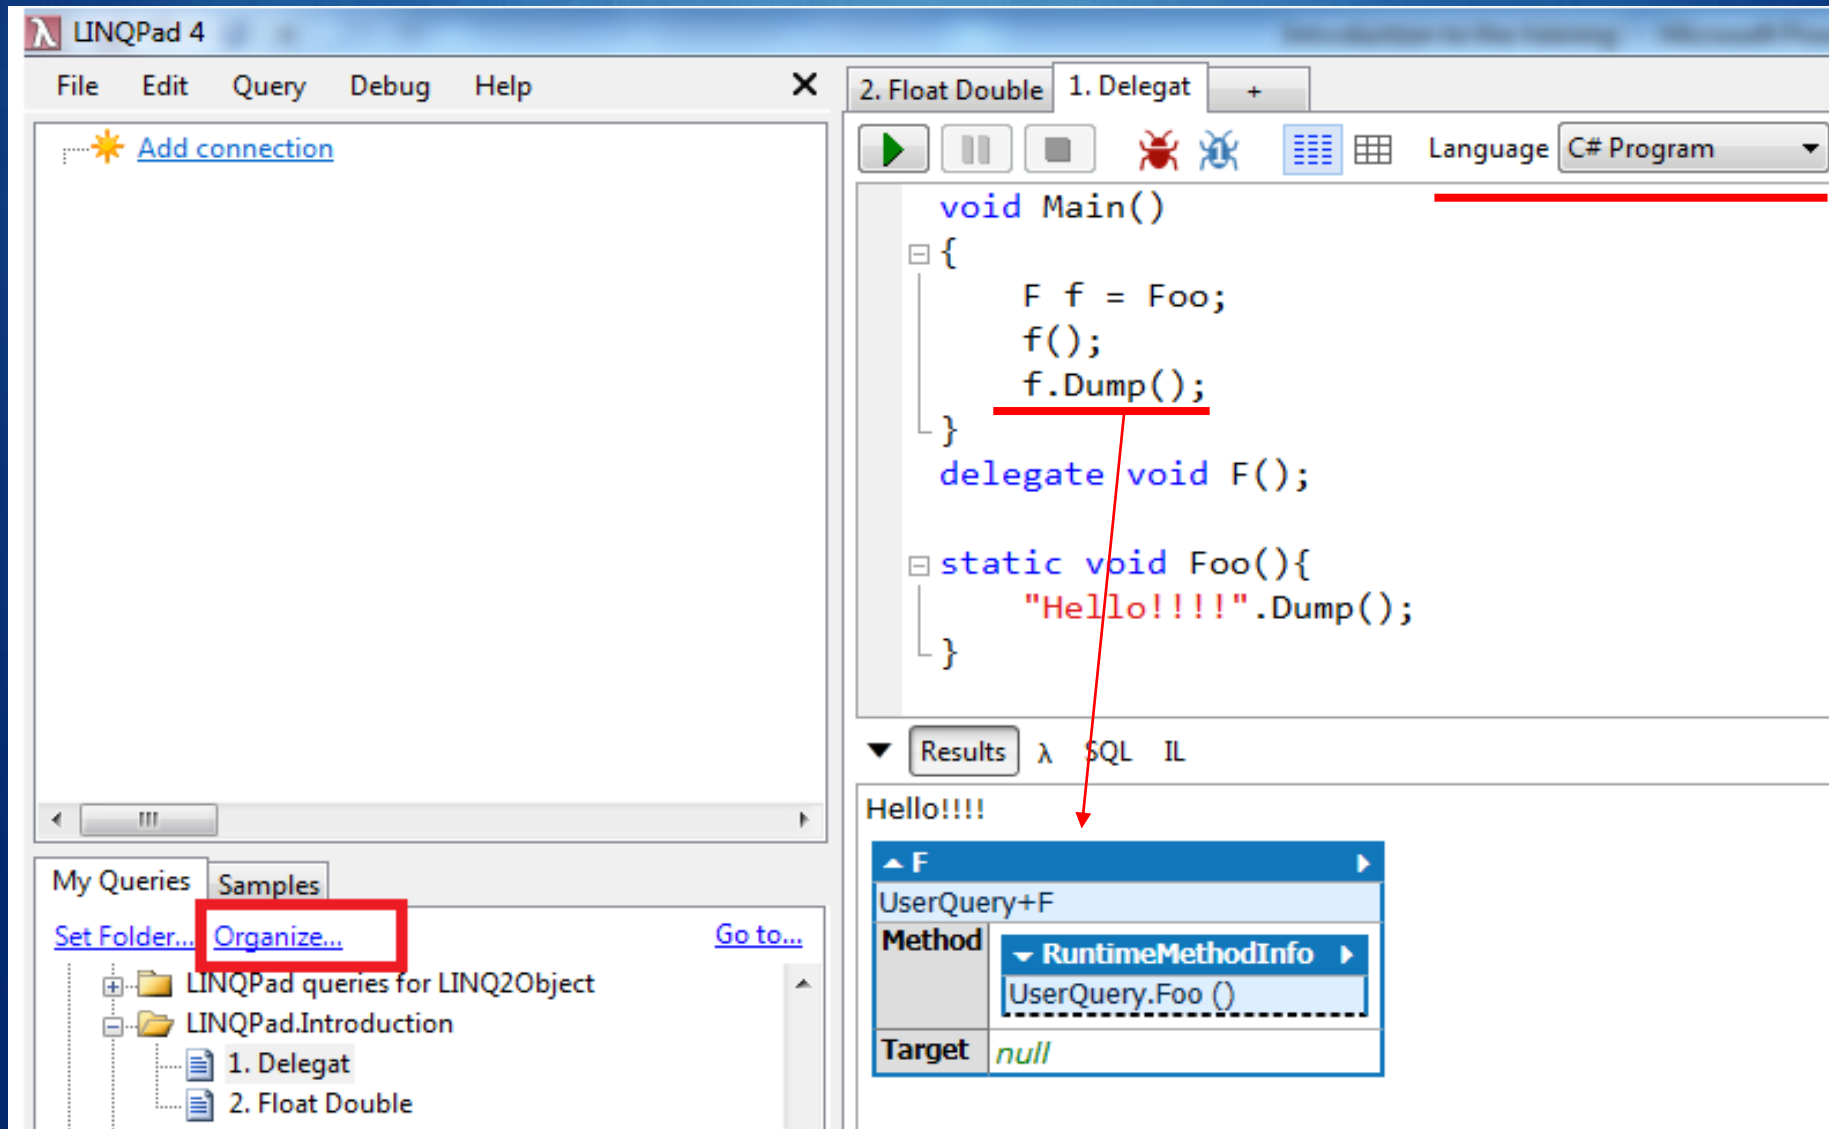 LINQPad 4
File Edit Query Debug Help
Add connection
My Queries Samples
Set Folder... Organize... Go to...
LINQPad queries for LINQ2Object
LINQPad.Introduction
1. Delegat
2. Float Double
2. Float Double 1. Delegat +
Language C# Program
void Main()
{
F f = Foo;
f();
f.Dump();
}
delegate void F();
static void Foo(){
"Hello!!!!".Dump();
}
Results λ SQL IL
Hello!!!!
F
UserQuery+F
Method RuntimeMethodInfo
UserQuery.Foo ()
Target null